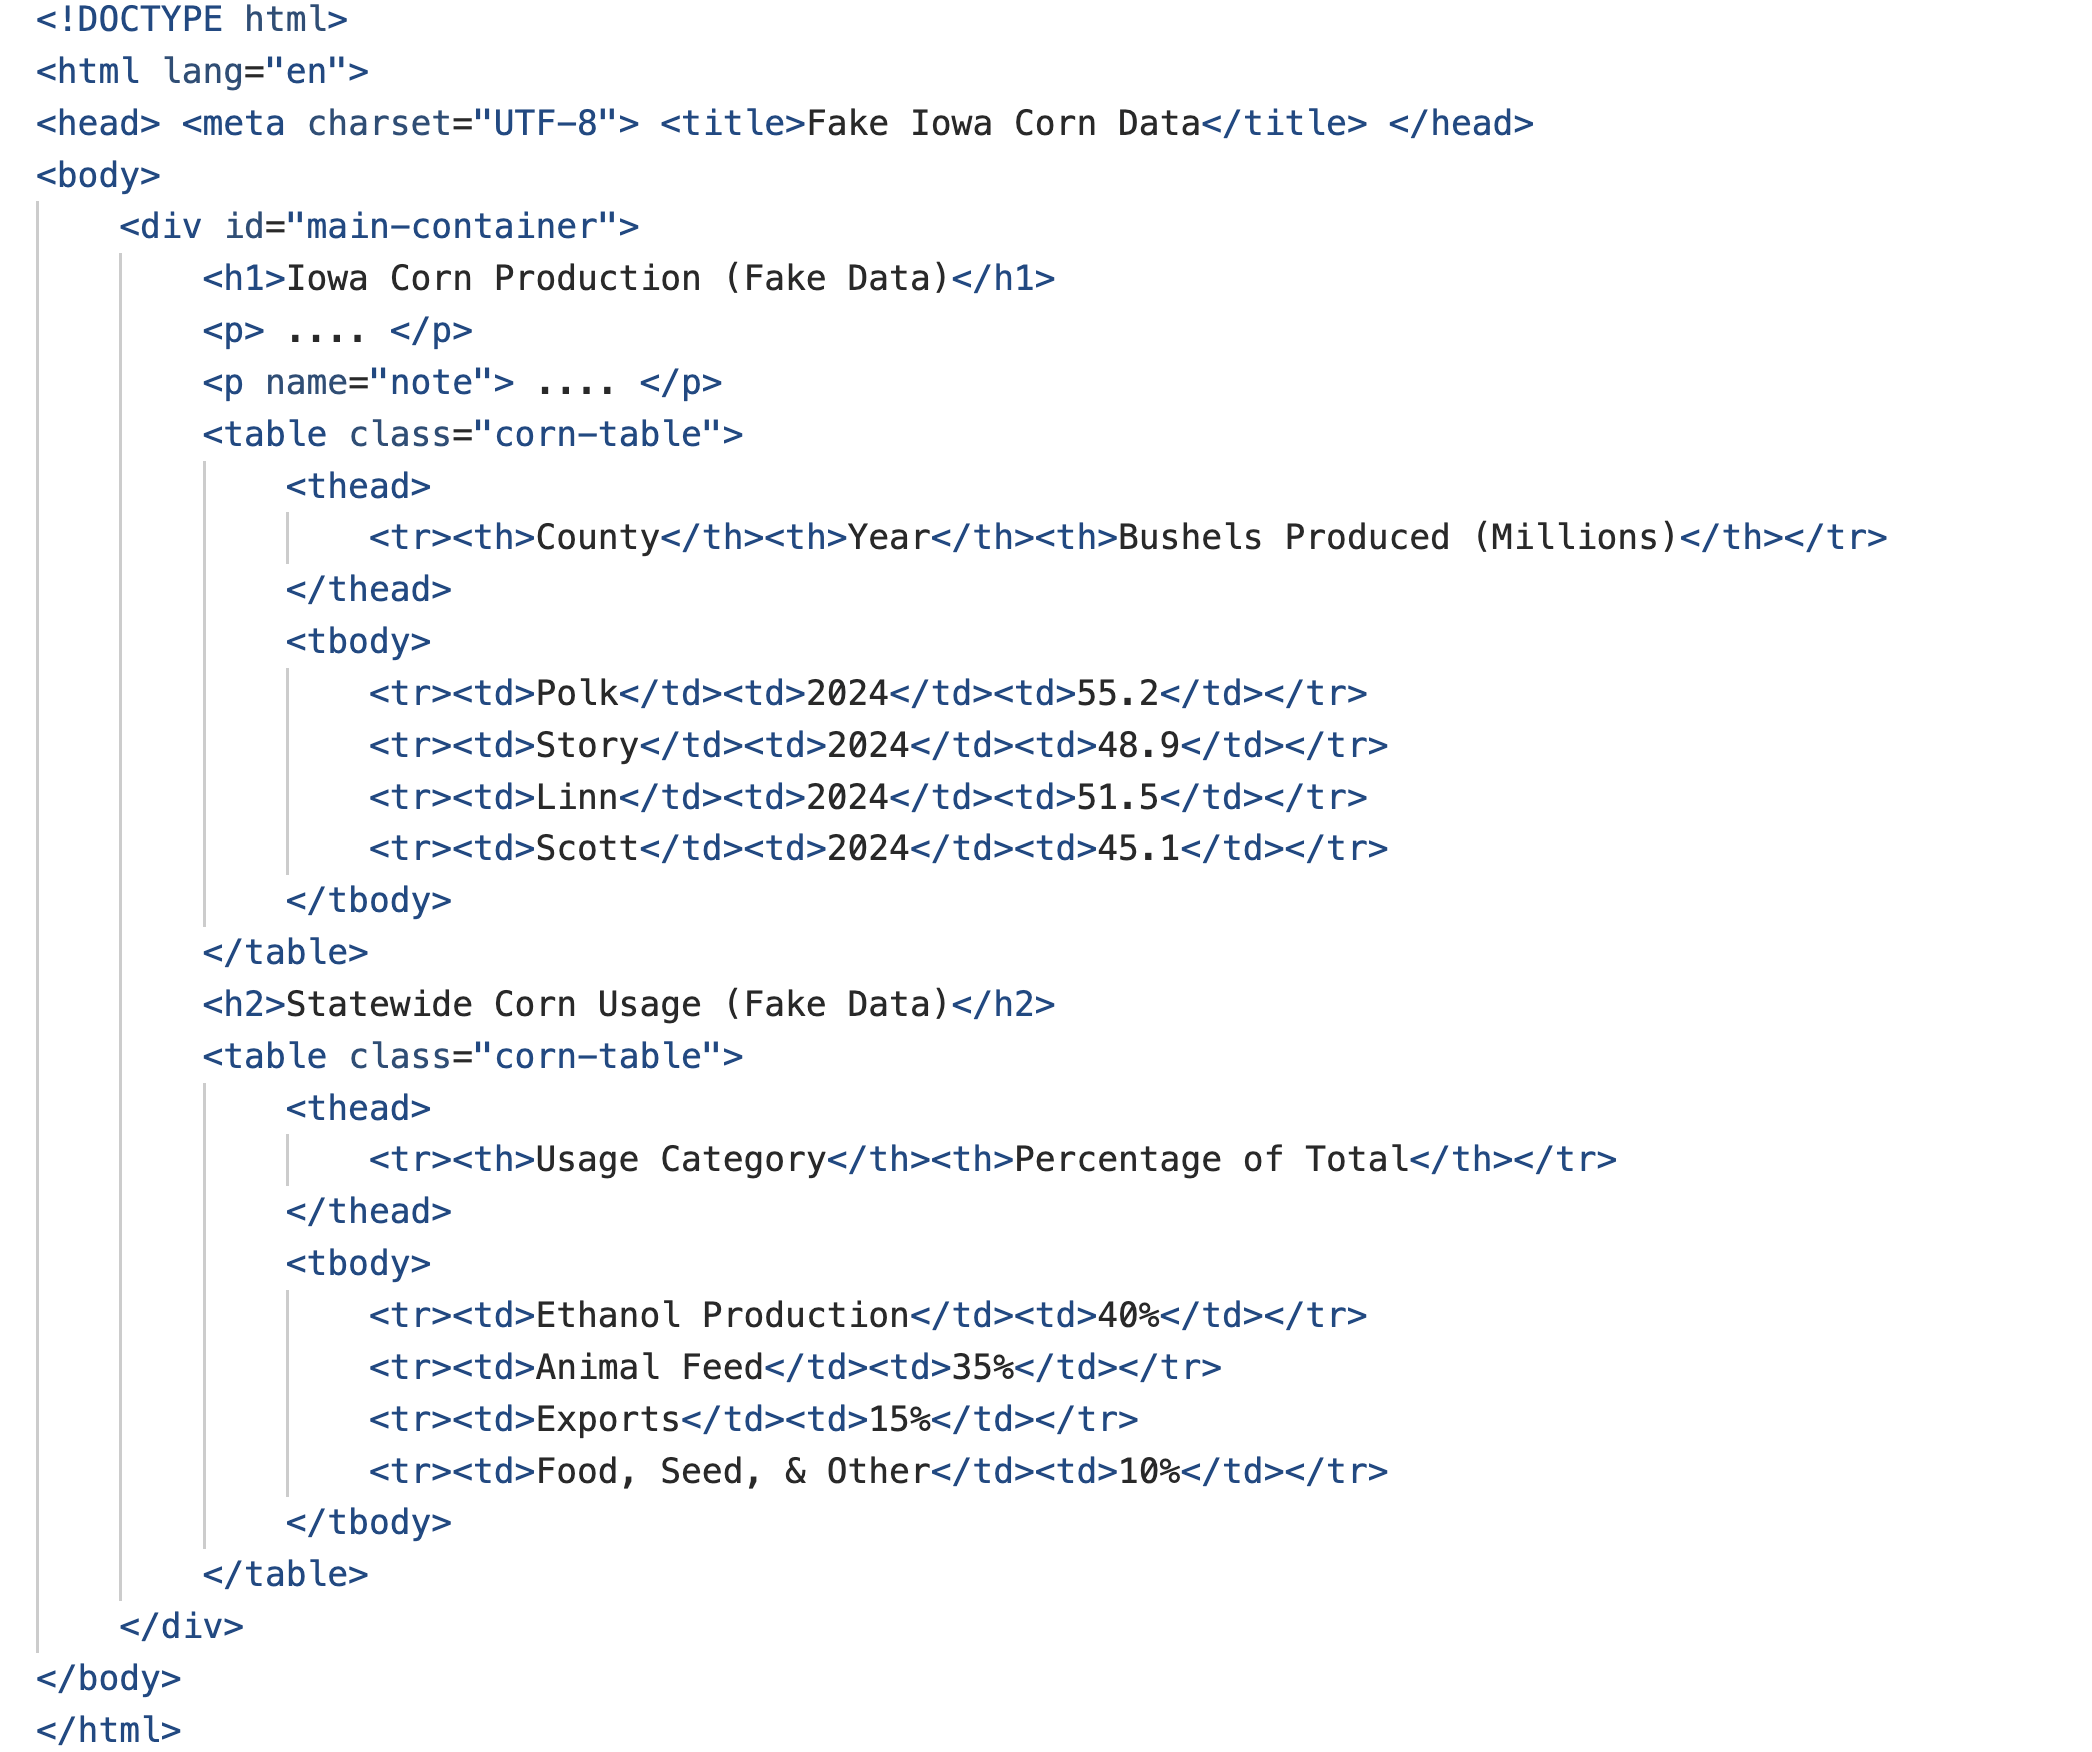 <!DOCTYPE html>
<html lang="en">
<head> <meta charset="UTF-8"> <title>Fake Iowa Corn Data</title> </head>
<body>
<div id="main-container">
<h1>Iowa Corn Production (Fake Data)</h1>
<p> .... </p>
<p name="note"> .... </p>
<table class="corn-table">
<thead>
<tr><th>County</th><th>Year</th><th>Bushels Produced (Millions)</th></tr>
</thead>
<tbody>
<tr><td>Polk</td><td>2024</td><td>55.2</td></tr>
<tr><td>Story</td><td>2024</td><td>48.9</td></tr>
<tr><td>Linn</td><td>2024</td><td>51.5</td></tr>
<tr><td>Scott</td><td>2024</td><td>45.1</td></tr>
</tbody>
</table>
<h2>Statewide Corn Usage (Fake Data)</h2>
<table class="corn-table">
<thead>
<tr><th>Usage Category</th><th>Percentage of Total</th></tr>
</thead>
<tbody>
<tr><td>Ethanol Production</td><td>40%</td></tr>
<tr><td>Animal Feed</td><td>35%</td></tr>
<tr><td>Exports</td><td>15%</td></tr>
<tr><td>Food, Seed, & Other</td><td>10%</td></tr>
</tbody>
</table>
</div>
</body>
</html>